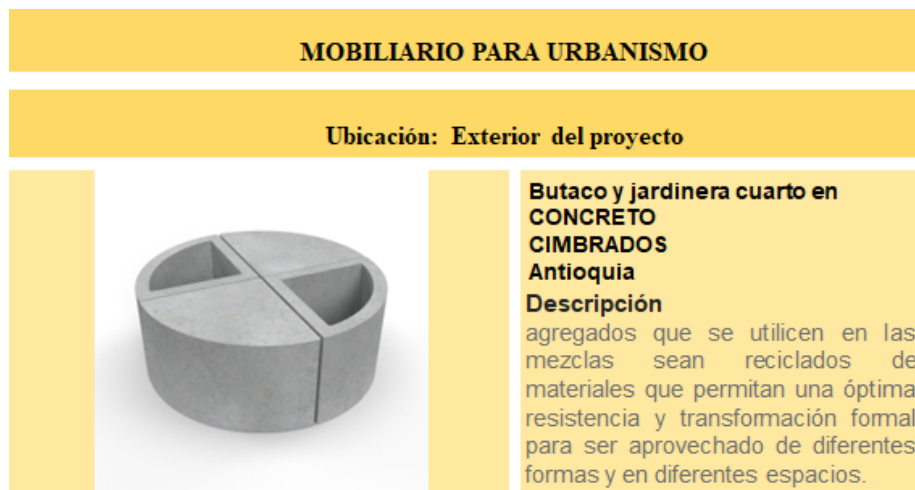 MOBILIARIO PARA URBANISMO
Ubicación: Exterior del proyecto
Butaco y jardinera cuarto en
CONCRETO
CIMBRADOS
Antioquia
Descripción
agregados que se utilicen en las
mezclas sean reciclados de
materiales que permitan una óptima
resistencia y transformación formal
para ser aprovechado de diferentes
formas y en diferentes espacios.